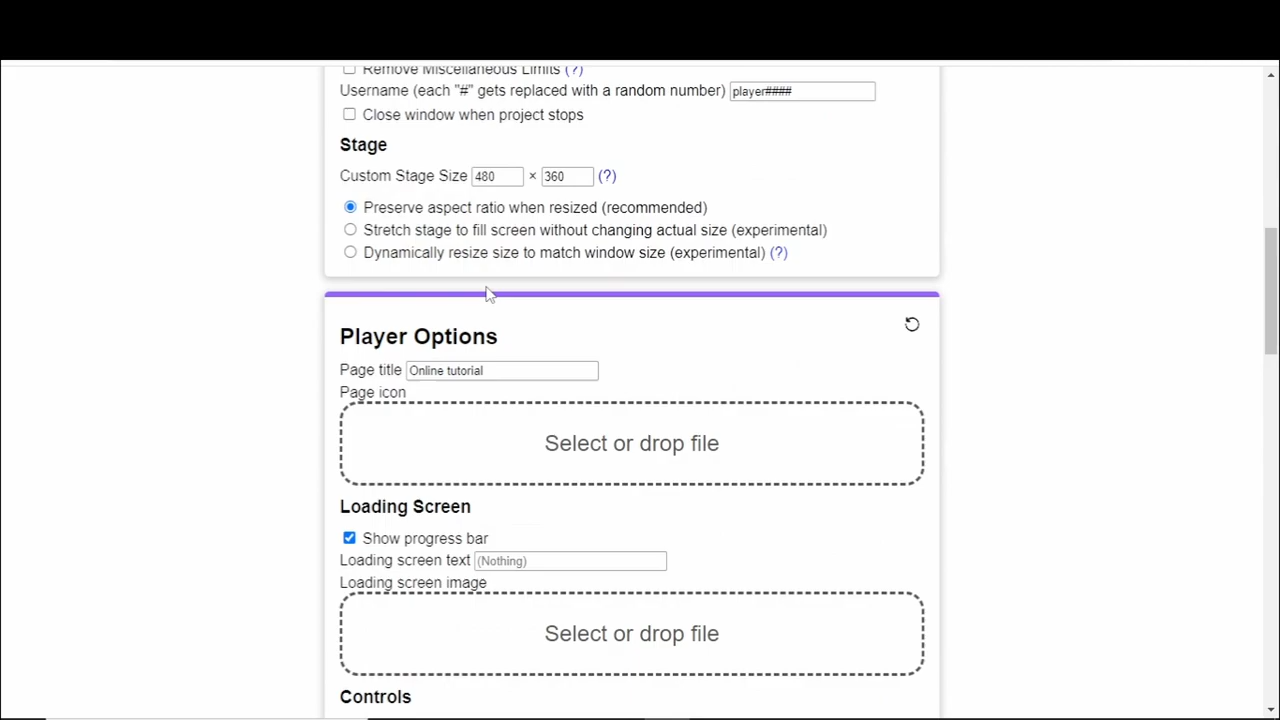 Remove Miscellaneous Limits (?)
Username (each "#" gets replaced with a random number) player####
Close window when project stops
Stage
Custom Stage Size 480 × 360 (?)
Preserve aspect ratio when resized (recommended)
Stretch stage to fill screen without changing actual size (experimental)
Dynamically resize size to match window size (experimental) (?)
Player Options
Page title Online tutorial
Page icon
Select or drop file
Loading Screen
Show progress bar
Loading screen text (Nothing)
Loading screen image
Select or drop file
Controls